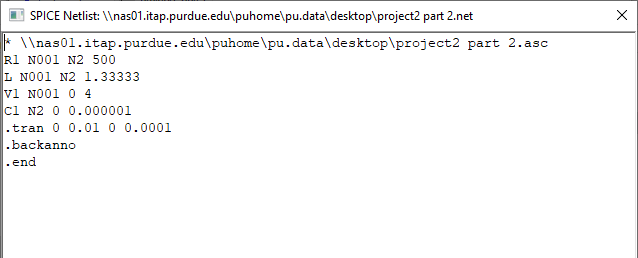 SPICE Netlist: \\nas01.itap.purdue.edu\puhome\pu.data\desktop\project2 part 2.net
* \\nas01.itap.purdue.edu\puhome\pu.data\desktop\project2 part 2.asc
R1 N001 N2 500
L N001 N2 1.33333
V1 N001 0 4
C1 N2 0 0.000001
.tran 0 0.01 0 0.0001
.backanno
.end